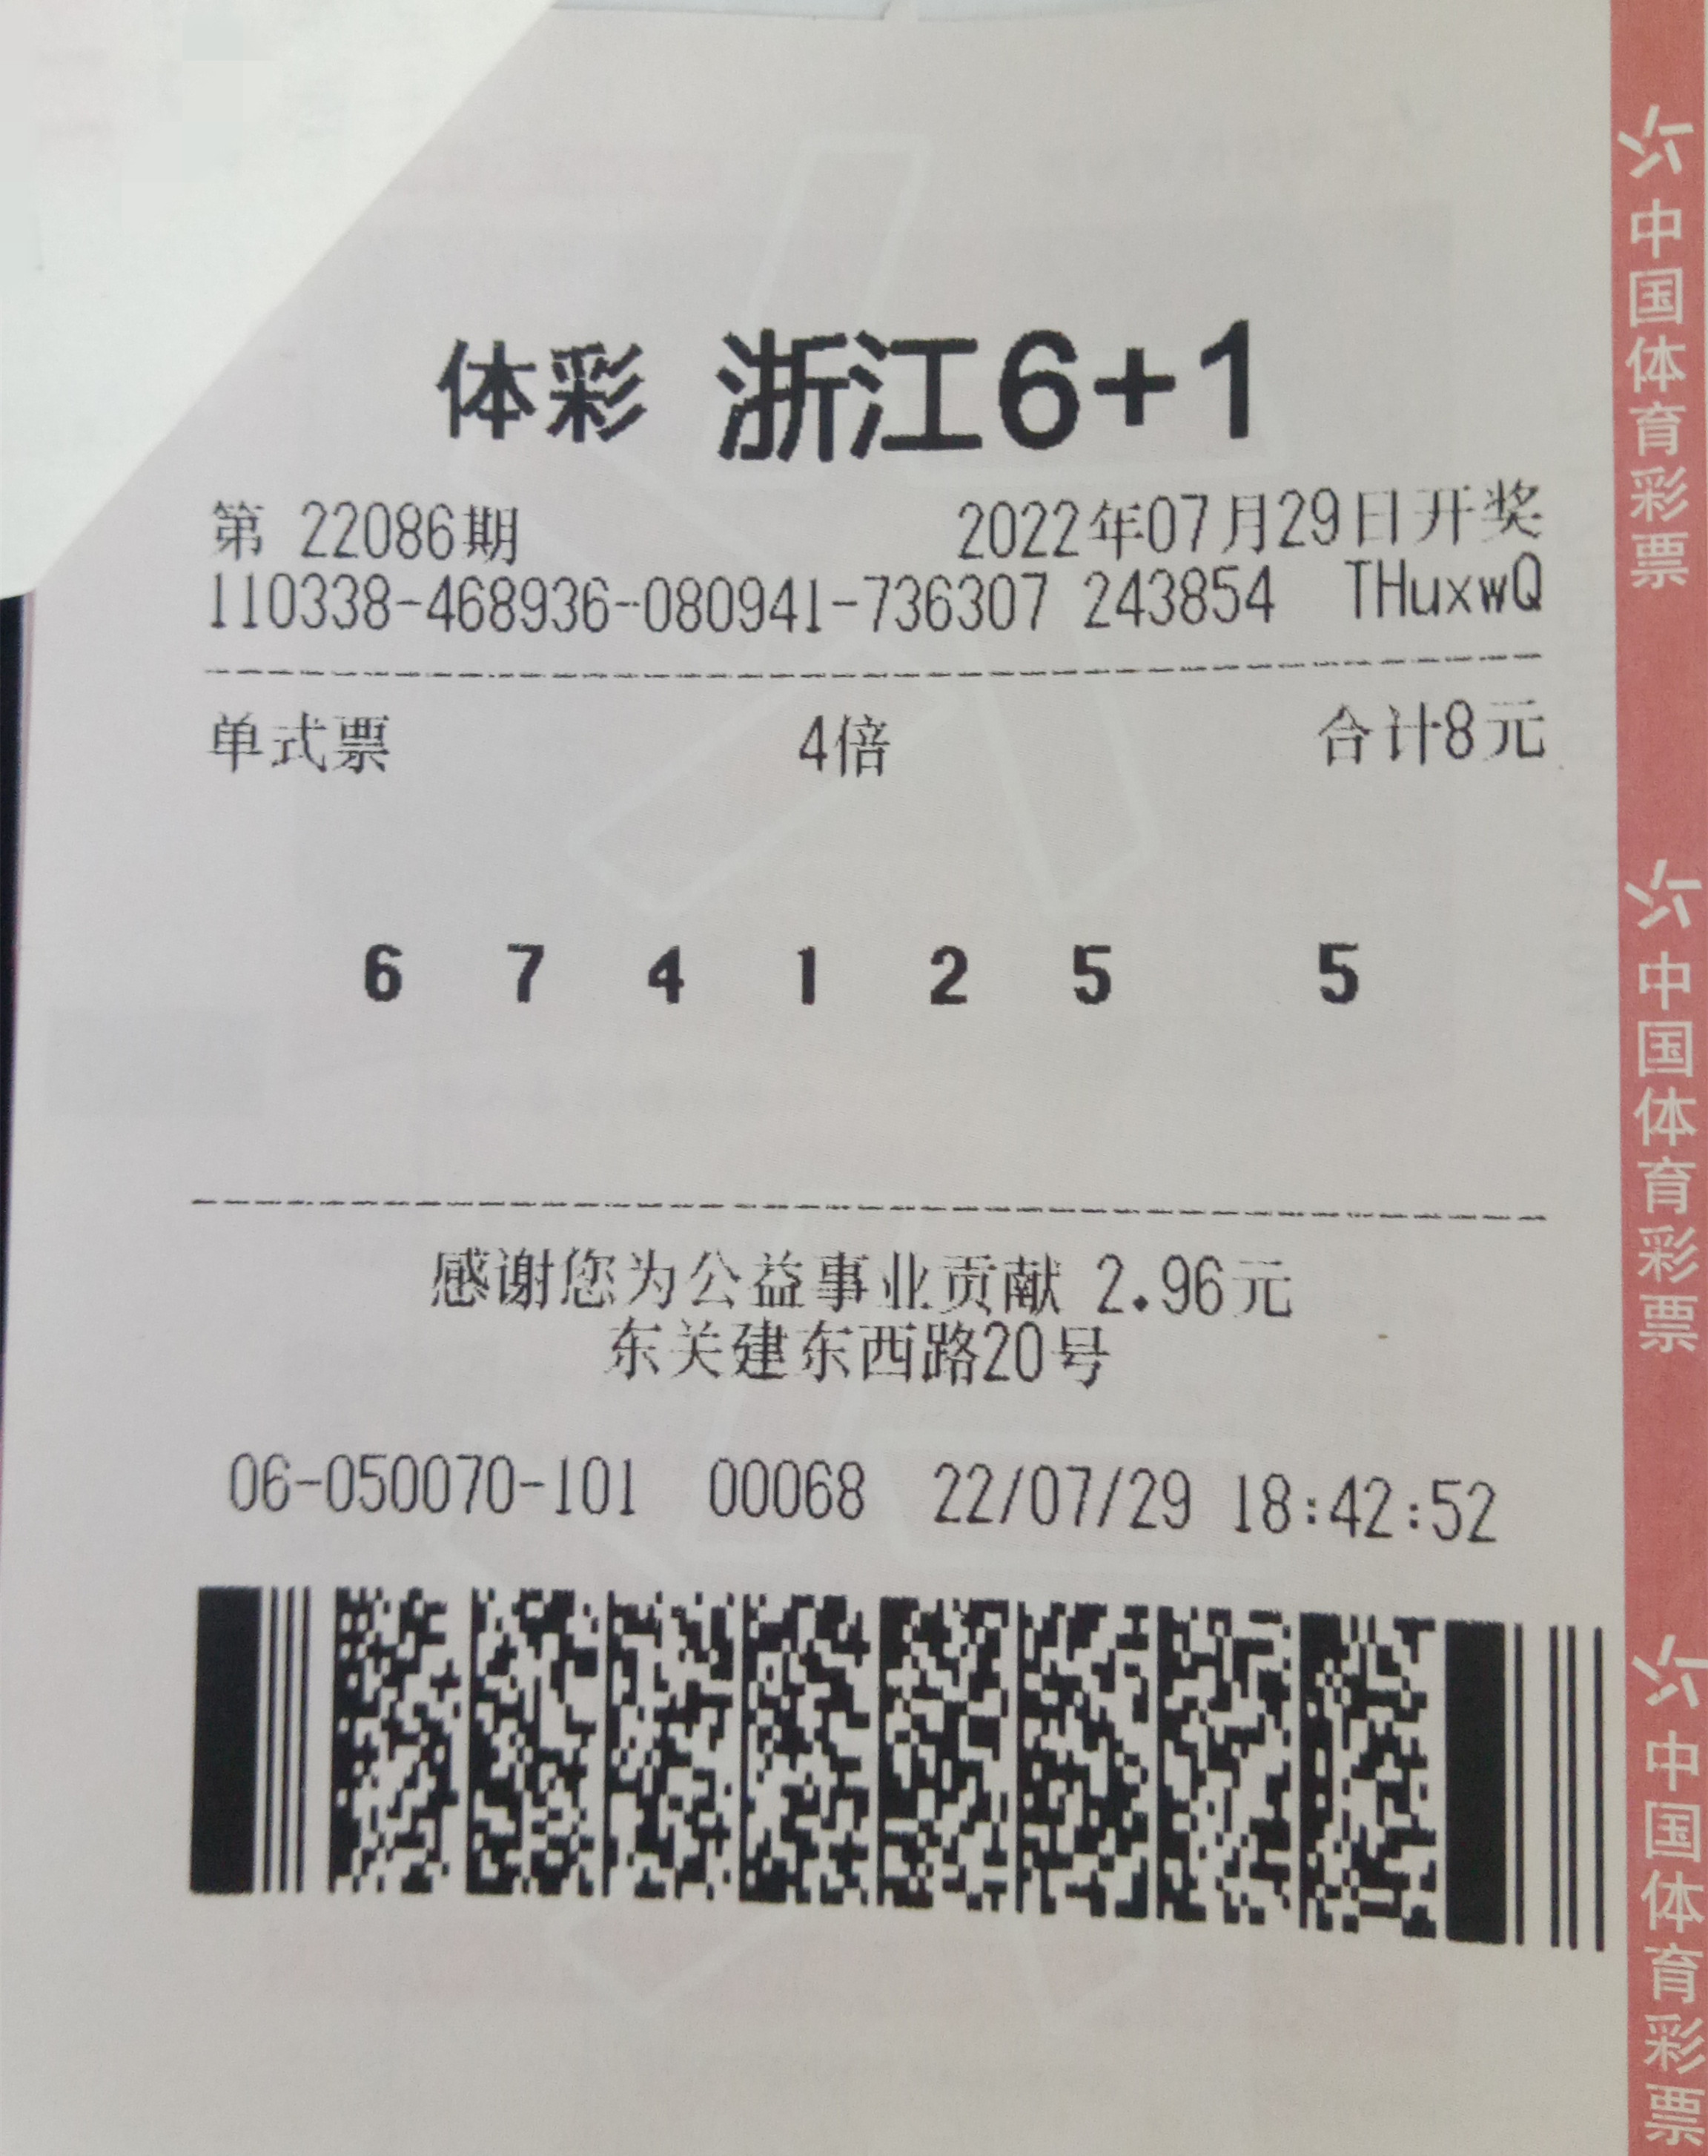 体彩 浙江6+1
第 22086期 2022年07月29日开奖
110338-468936-080941-736307 243854 THuxwQ
单式票 4倍 合计8元
6 7 4 1 2 5 5
感谢您为公益事业贡献 2.96元
东关建东西路20号
06-050070-101 00068 22/07/29 18:42:52
中国体育彩票
中国体育彩票
中国体育彩票